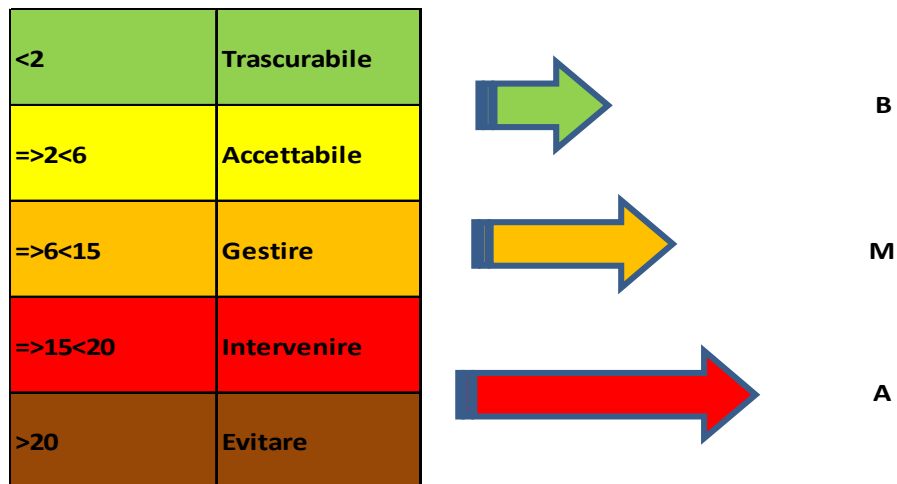 <2 Trascurabile
B
=>2<6 Accettabile
=>6<15 Gestire
M
=>15<20 Intervenire
A
>20 Evitare